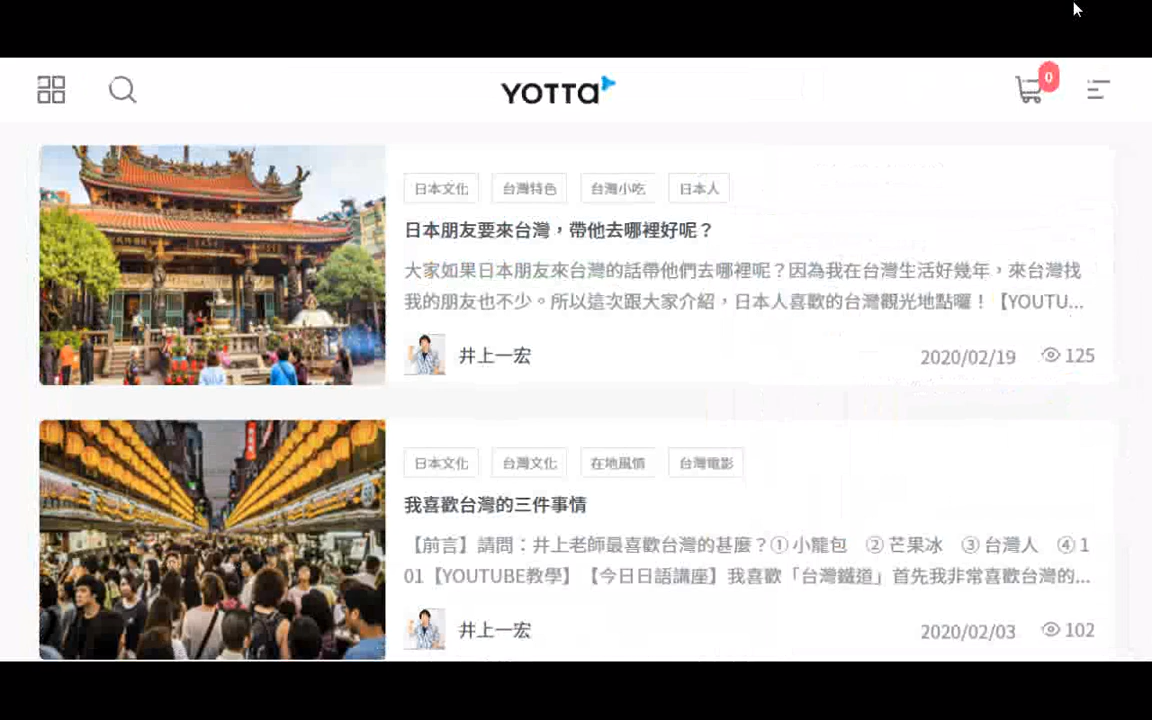 YOTTA
0
日本文化 台灣特色 台灣小吃 日本人
日本朋友要來台灣，帶他去哪裡好呢？
大家如果日本朋友來台灣的話帶他們去哪裡呢？因為我在台灣生活好幾年，來台灣找
我的朋友也不少。所以這次跟大家介紹，日本人喜歡的台灣觀光地點囉！【YOUTU...
井上一宏 2020/02/19 125
日本文化 台灣文化 在地風情 台灣電影
我喜歡台灣的三件事情
【前言】請問：井上老師最喜歡台灣的甚麼？① 小籠包 ② 芒果冰 ③ 台灣人 ④ 1
01【YOUTUBE教學】【今日日語講座】我喜歡「台灣鐵道」首先我非常喜歡台灣的...
井上一宏 2020/02/03 102